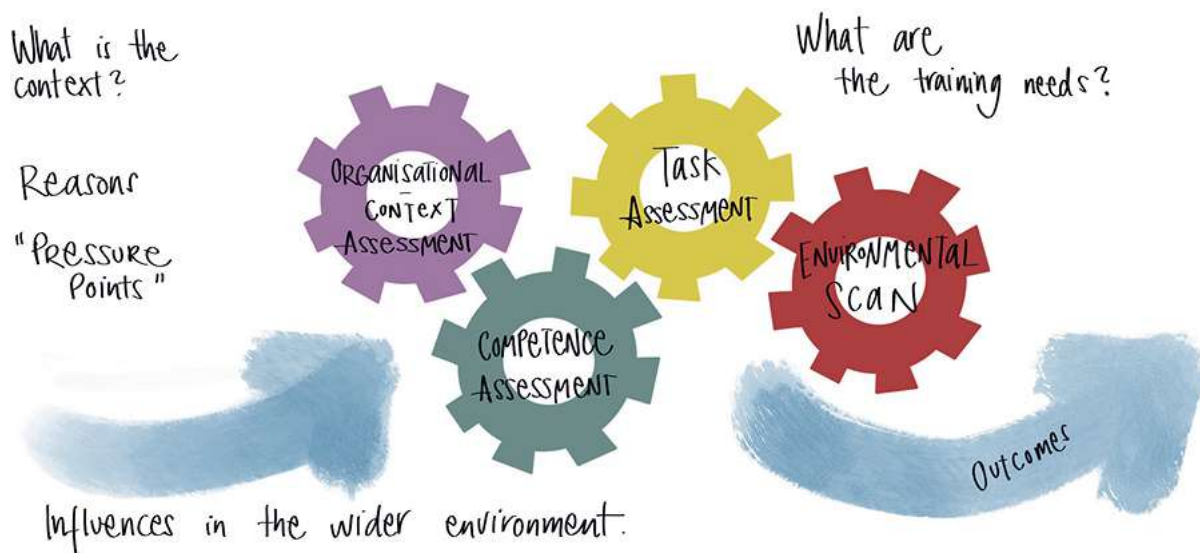 What is the
context?
Reasons
"PRESSURE
Points"
ORGANISATIONAL
-
CONTEXT
ASSESSMENT
COMPETENCE
ASSESSMENT
TASK
ASSESSMENT
ENVIRONMENTAL
SCAN
What are
the training needs?
Outcomes
Influences in the wider environment.